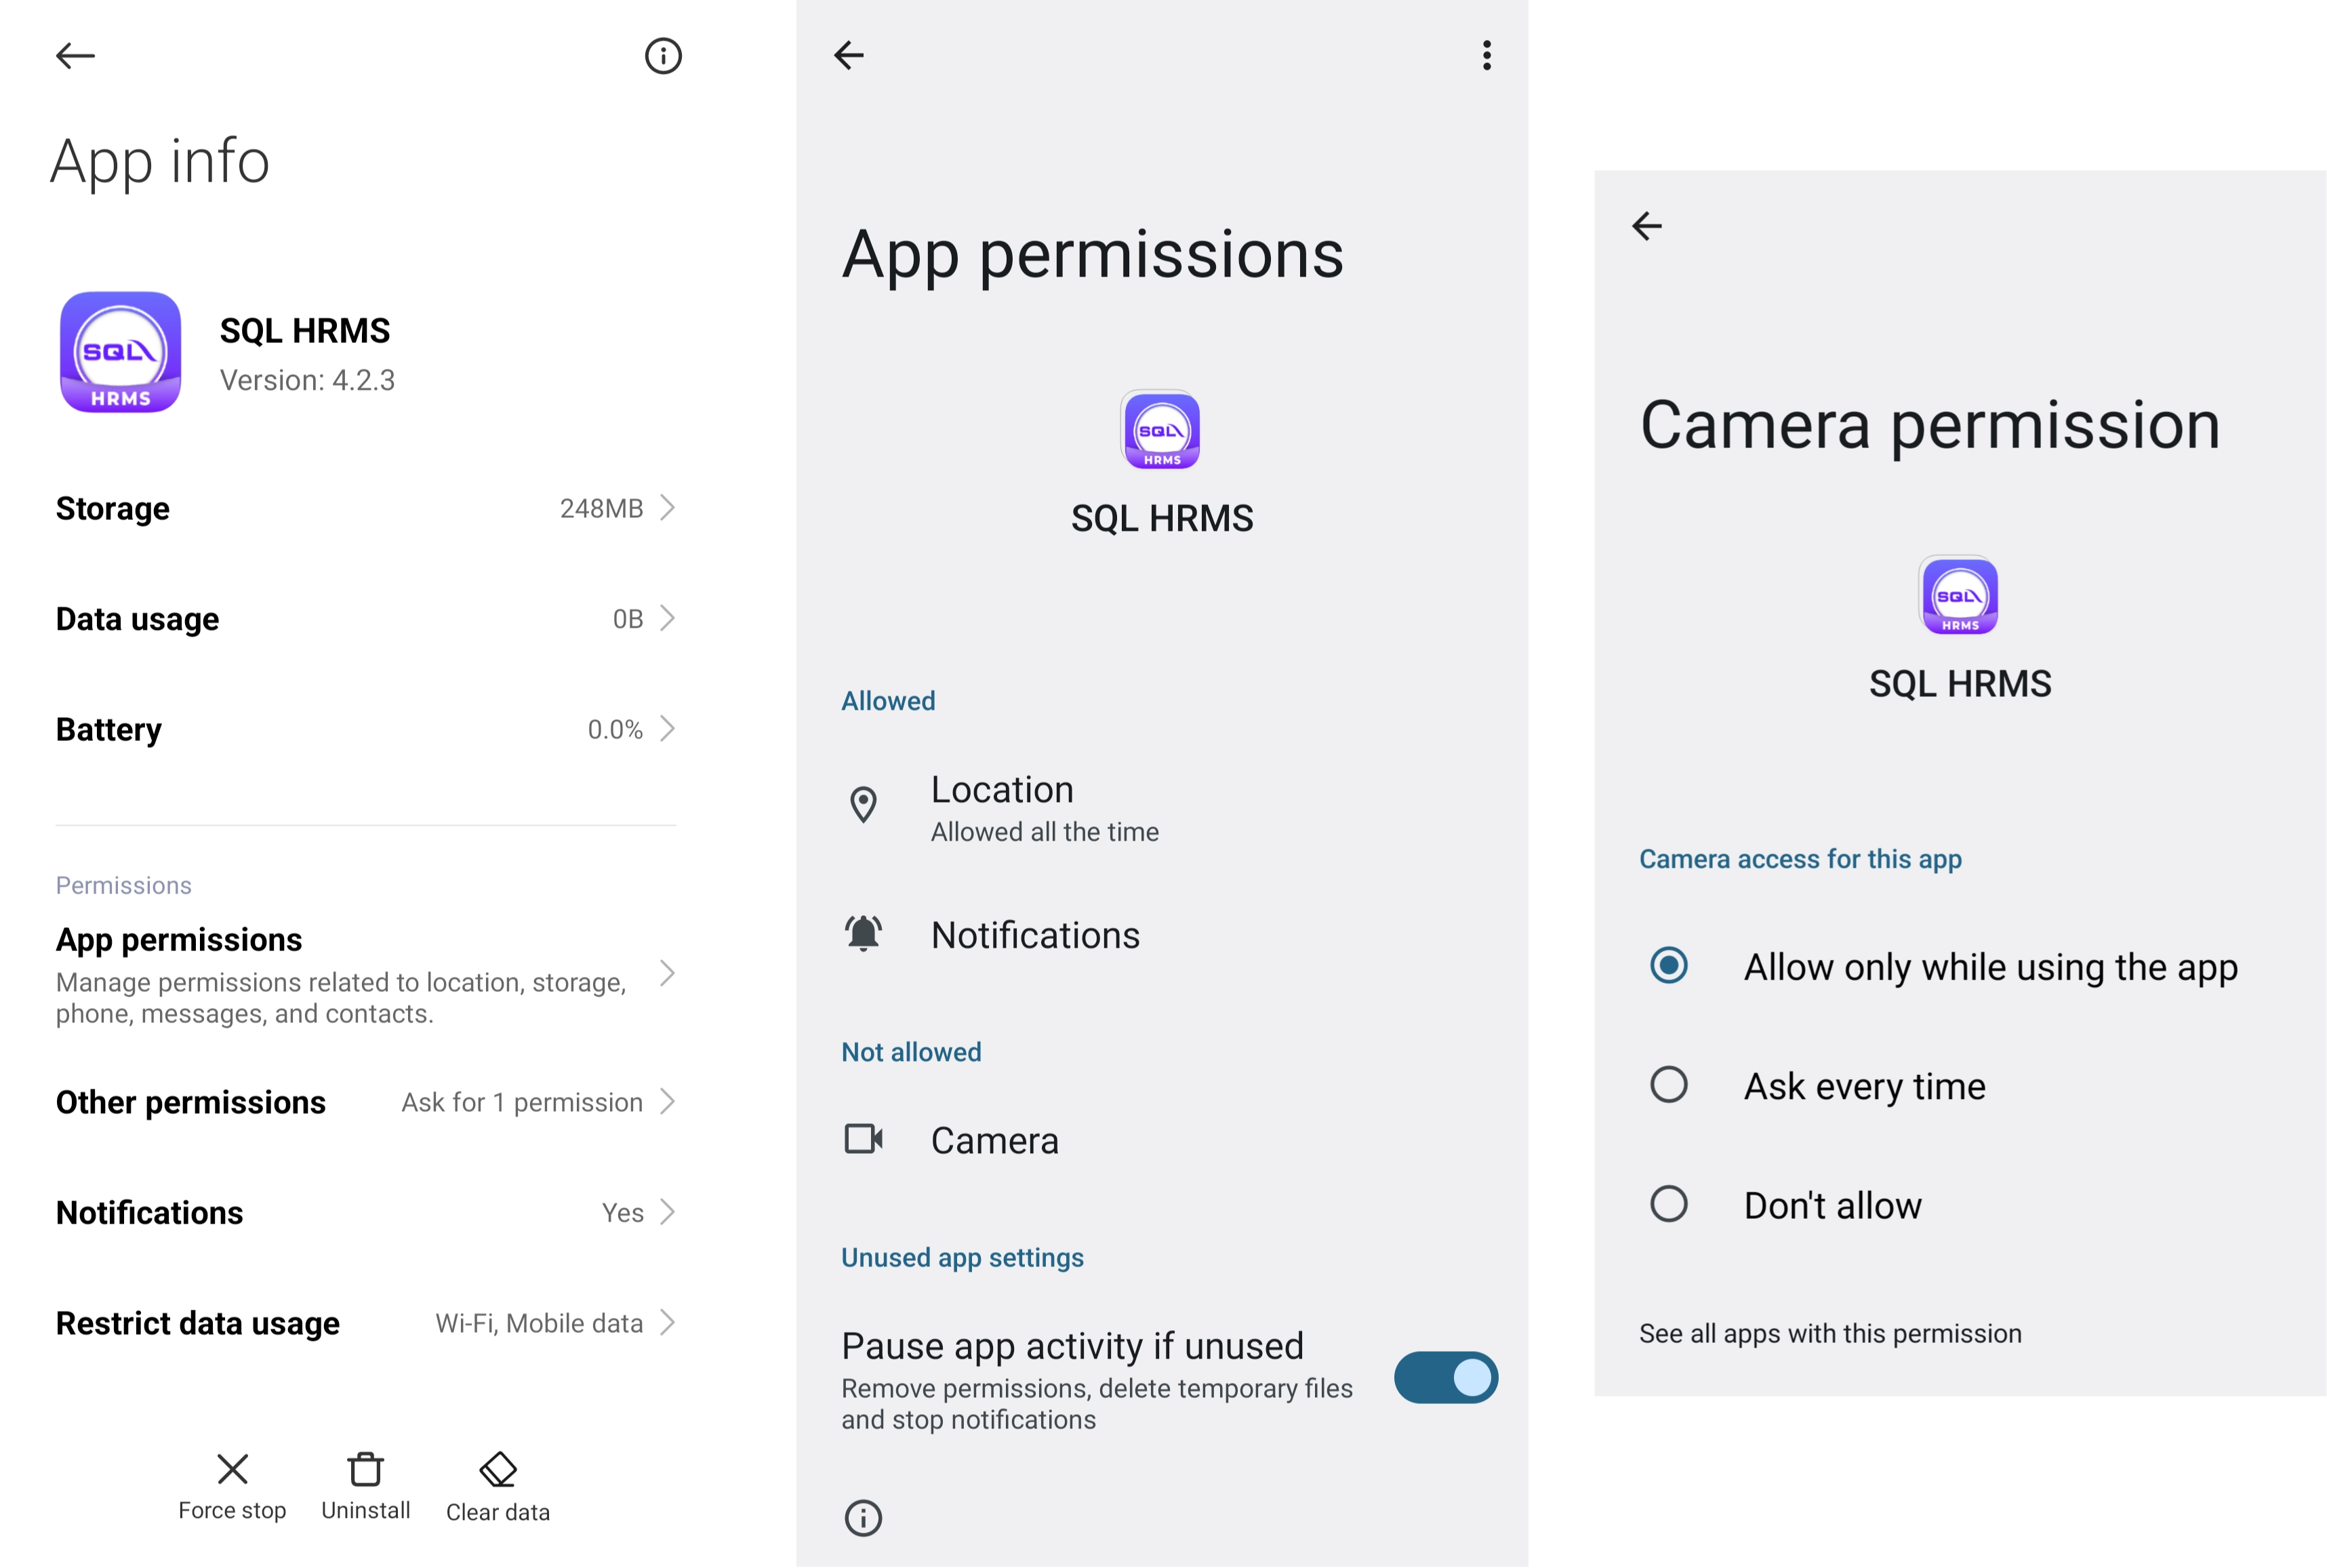 App info
SQL
HRMS
SQL HRMS
Version: 4.2.3
Storage 248MB
Data usage 0B
Battery 0.0%
Permissions
App permissions
Manage permissions related to location, storage,
phone, messages, and contacts.
Other permissions Ask for 1 permission
Notifications Yes
Restrict data usage Wi-Fi, Mobile data
Force stop Uninstall Clear data
App permissions
SQL
HRMS
SQL HRMS
Allowed
Location
Allowed all the time
Notifications
Not allowed
Camera
Unused app settings
Pause app activity if unused
Remove permissions, delete temporary files
and stop notifications
Camera permission
SQL
HRMS
SQL HRMS
Camera access for this app
Allow only while using the app
Ask every time
Don't allow
See all apps with this permission